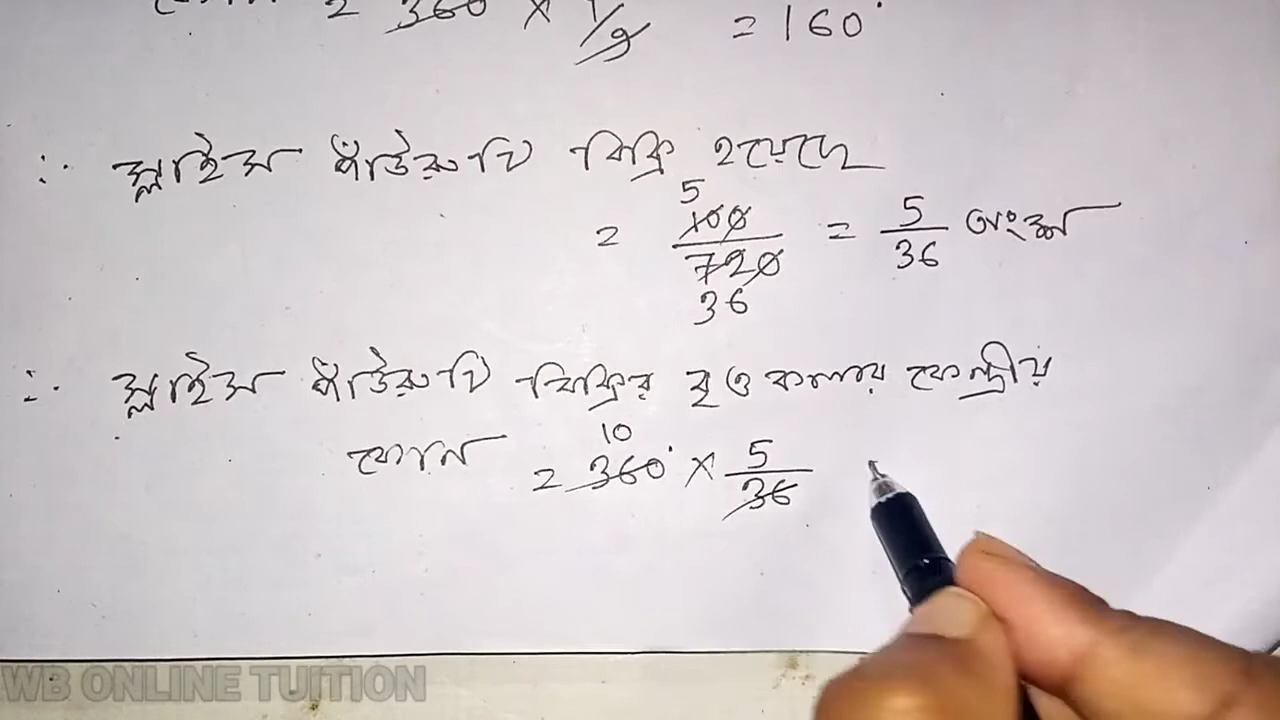 কোন = 360° × 4/9 = 160°
∴ স্লাইস পাঁউরুটি বিক্রি হয়েছে
5
= 100/720 = 5/36 অংশ
36
∴ স্লাইস পাঁউরুটি বিক্রির বৃত্তকলার কেন্দ্রীয়
10
কোন = 360° × 5/36
WB ONLINE TUITION